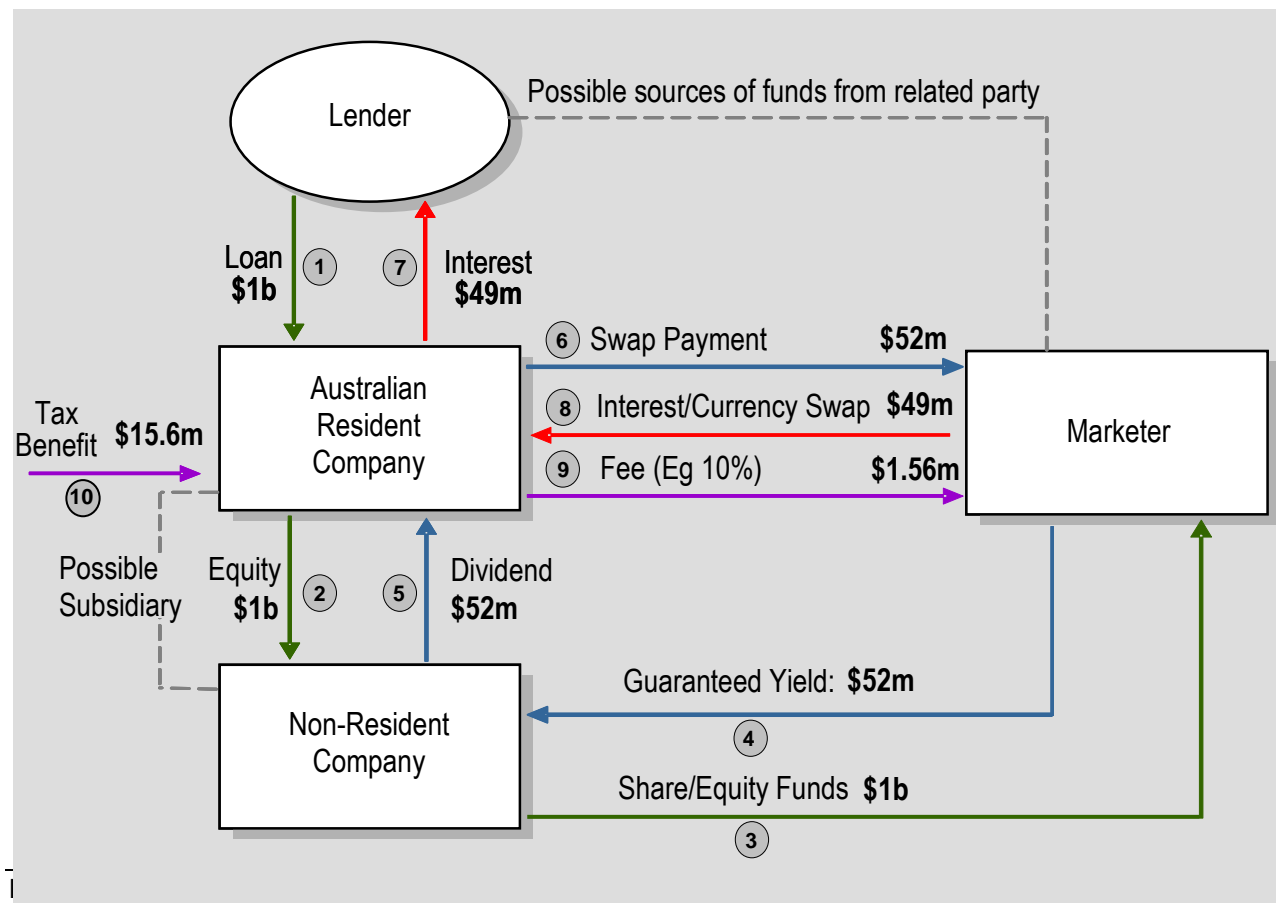 Lender
Possible sources of funds from related party
Loan
$1b
1
7
Interest
$49m
6 Swap Payment $52m
Australian
Resident
Company
8 Interest/Currency Swap $49m
Marketer
Tax
Benefit $15.6m
10
9 Fee (Eg 10%) $1.56m
Possible
Subsidiary
Equity
$1b
2
5
Dividend
$52m
Guaranteed Yield: $52m
4
Non-Resident
Company
Share/Equity Funds $1b
3